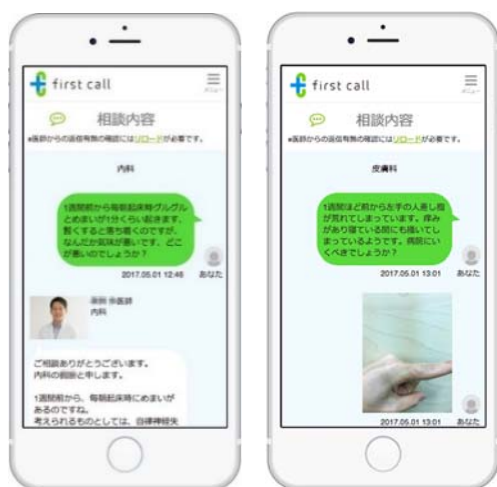 first call
メニュー
相談内容
※医師からの返信有無の確認にはリロードが必要です。
内科
1週間前から毎朝起床時グルグル
とめまいが1分くらい起きます、
暫くすると落ち着くのですが、
なんだか気味が悪いです、どこ
が悪いのでしょうか?
2017.05.01 12:46
あなた
医師
内科
ご相談ありがとうございます。
内科の と申します。
1週間前から、毎朝起床時にめまいが
あるのですね。
考えられるものとしては、自律神経失
first call
メニュー
相談内容
※医師からの返信有無の確認にはリロードが必要です。
皮膚科
1週間ほど前から左手の人差し指
が荒れてしまっています。痒み
があり寝ている間にも掻いてし
まっているようです。病院にい
くべきでしょうか?
2017.05.01 13:01
あなた
2017.05.01 13:01
あなた